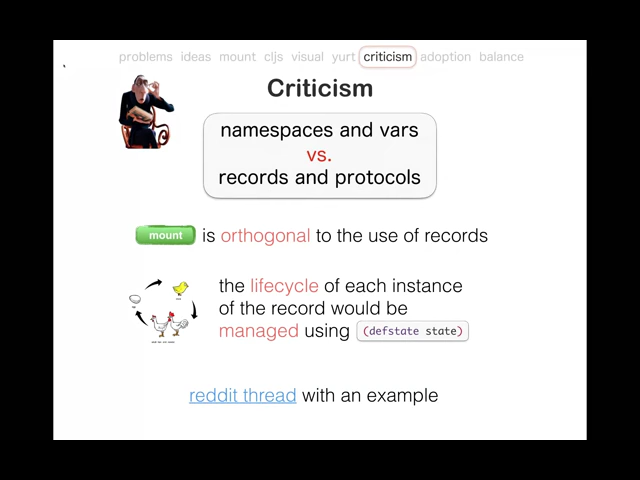 problems ideas mount cljs visual yurt criticism adoption balance
Criticism
namespaces and vars
vs.
records and protocols
mount is orthogonal to the use of records
the lifecycle of each instance
of the record would be
managed using (defstate state)
reddit thread with an example